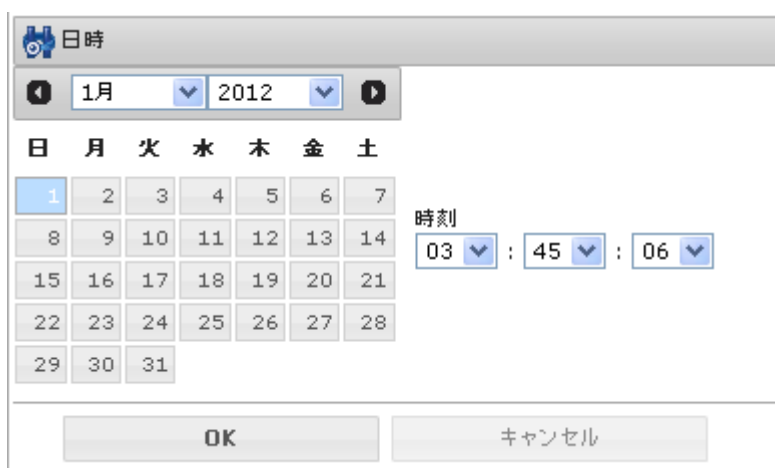 日時
1月 2012
日 月 火 水 木 金 土
1 2 3 4 5 6 7
8 9 10 11 12 13 14
15 16 17 18 19 20 21
22 23 24 25 26 27 28
29 30 31
時刻
03 : 45 : 06
OK キャンセル